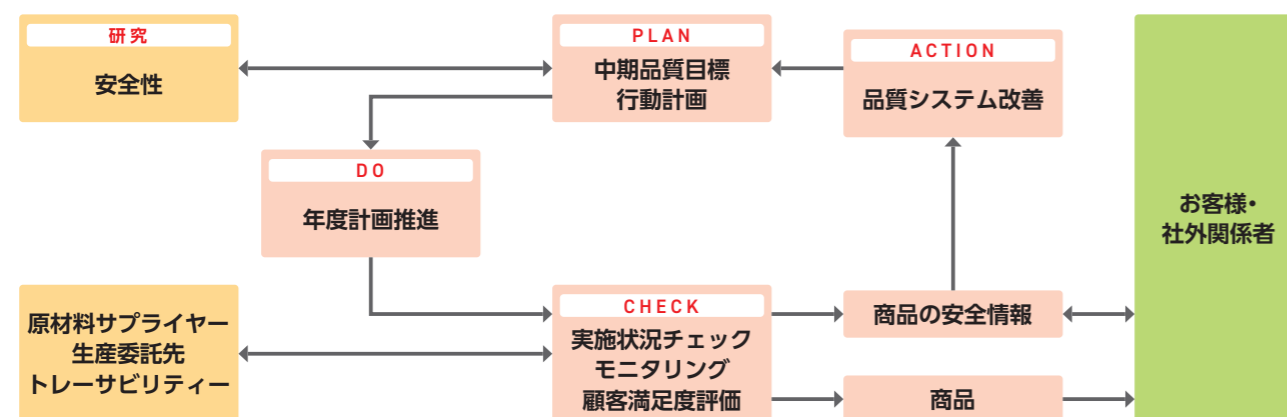 研究
安全性
PLAN
中期品質目標
行動計画
ACTION
品質システム改善
DO
年度計画推進
お客様・
社外関係者
原材料サプライヤー
生産委託先
トレーサビリティー
CHECK
実施状況チェック
モニタリング
顧客満足度評価
商品の安全情報
商品